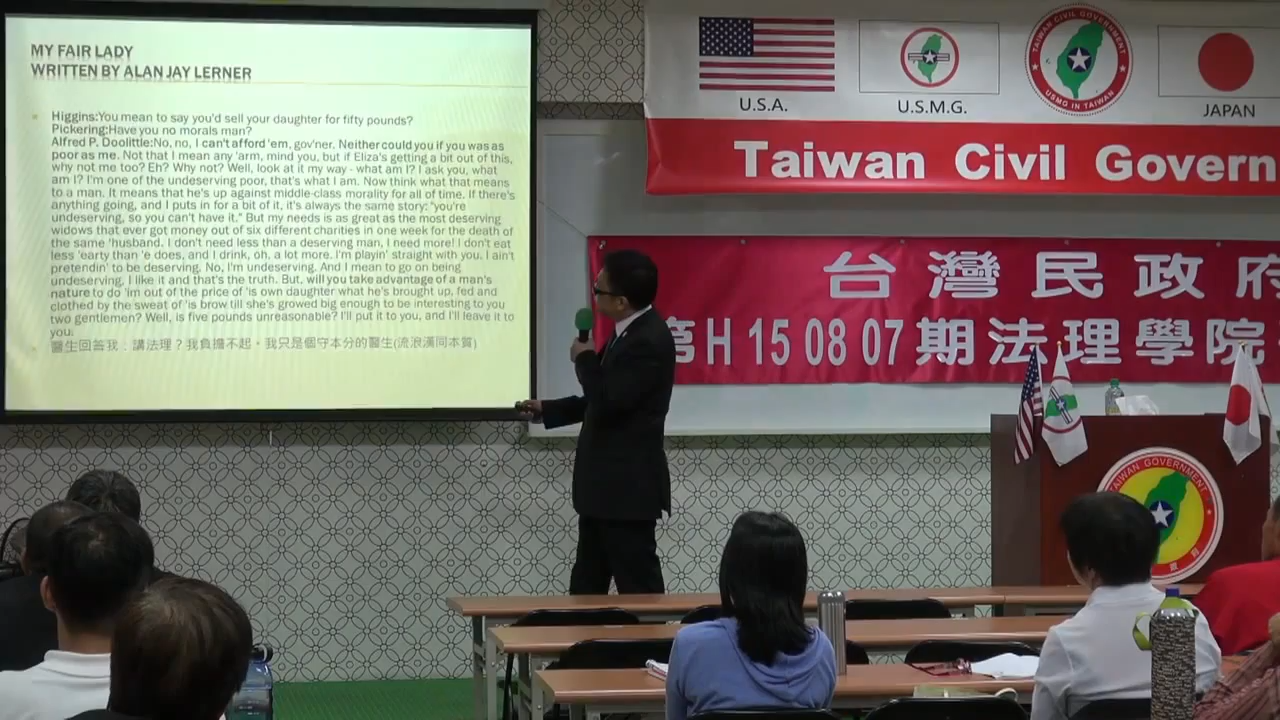 MY FAIR LADY
WRITTEN BY ALAN JAY LERNER
Higgins:You mean to say you'd sell your daughter for fifty pounds?
Pickering:Have you no morals man?
Alfred P. Doolittle:No, no, I can't afford 'em, gov'ner. Neither could you if you was as
poor as me. Not that I mean any 'arm, mind you, but if Eliza's getting a bit out of this,
why not me too? Eh? Why not? Well, look at it my way - what am I? I ask you, what
am I? I'm one of the undeserving poor, that's what I am. Now think what that means
to a man. It means that he's up against middle-class morality for all of time. If there's
anything going, and I puts in for a bit of it, it's always the same story: "you're
undeserving, so you can't have it." But my needs is as great as the most deserving
widows that ever got money out of six different charities in one week for the death of
the same 'husband. I don't need less than a deserving man, I need more! I don't eat
less 'earty than 'e does, and I drink, oh, a lot more. I'm playin' straight with you. I ain't
pretendin' to be deserving. No, I'm undeserving. And I mean to go on being
undeserving. I like it and that's the truth. But, will you take advantage of a man's
nature to do 'im out of the price of 'is own daughter what he's brought up, fed and
clothed by the sweat of 'is brow till she's growed big enough to be interesting to you
two gentlemen? Well, is five pounds unreasonable? I'll put it to you, and I'll leave it to
you.
醫生回答我：講法理？我負擔不起。我只是個守本分的醫生(流浪漢同本質)
U.S.A.
U.S.M.G.
TAIWAN CIVIL GOVERNMENT
USMG IN TAIWAN
JAPAN
Taiwan Civil Govern
台灣民政府
第H 15 08 07期法理學院
TAIWAN GOVERNMENT
政府